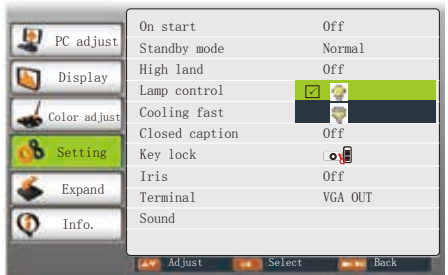 PC adjust
Display
Color adjust
Setting
Expand
Info.
On start Off
Standby mode Normal
High land Off
Lamp control
Cooling fast
Closed caption Off
Key lock
Iris Off
Terminal VGA OUT
Sound
Adjust Select Back